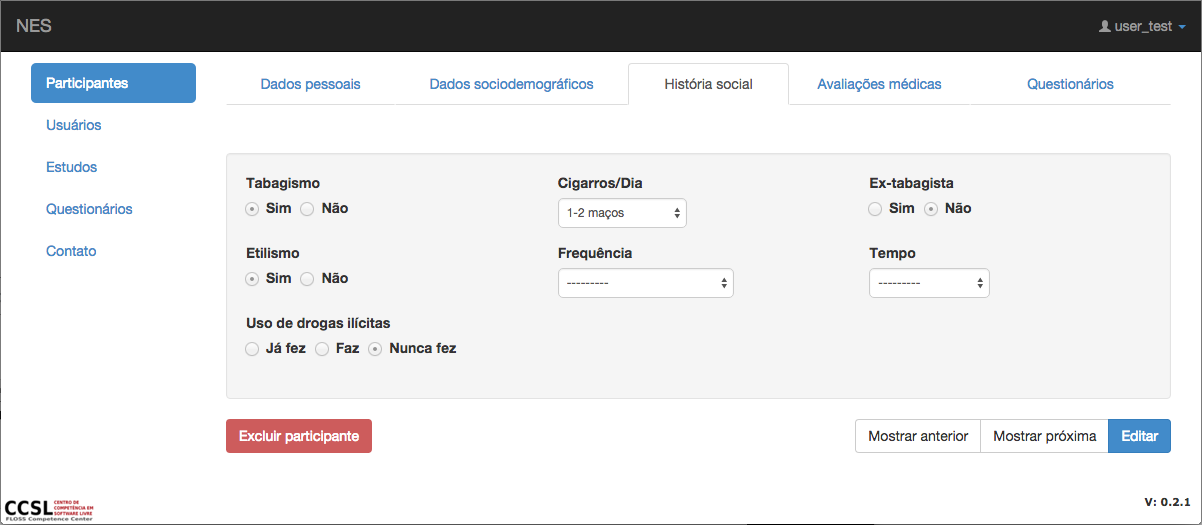 NES
user_test
Participantes
Usuários
Estudos
Questionários
Contato
Dados pessoais
Dados sociodemográficos
História social
Avaliações médicas
Questionários
Tabagismo
Sim Não
Cigarros/Dia
1-2 maços
Ex-tabagista
Sim Não
Etilismo
Sim Não
Frequência
---------
Tempo
---------
Uso de drogas ilícitas
Já fez Faz Nunca fez
Excluir participante
Mostrar anterior
Mostrar próxima
Editar
CCSL
CENTRO DE
COMPETÊNCIA EM
SOFTWARE LIVRE
FLOSS Competence Center
V: 0.2.1